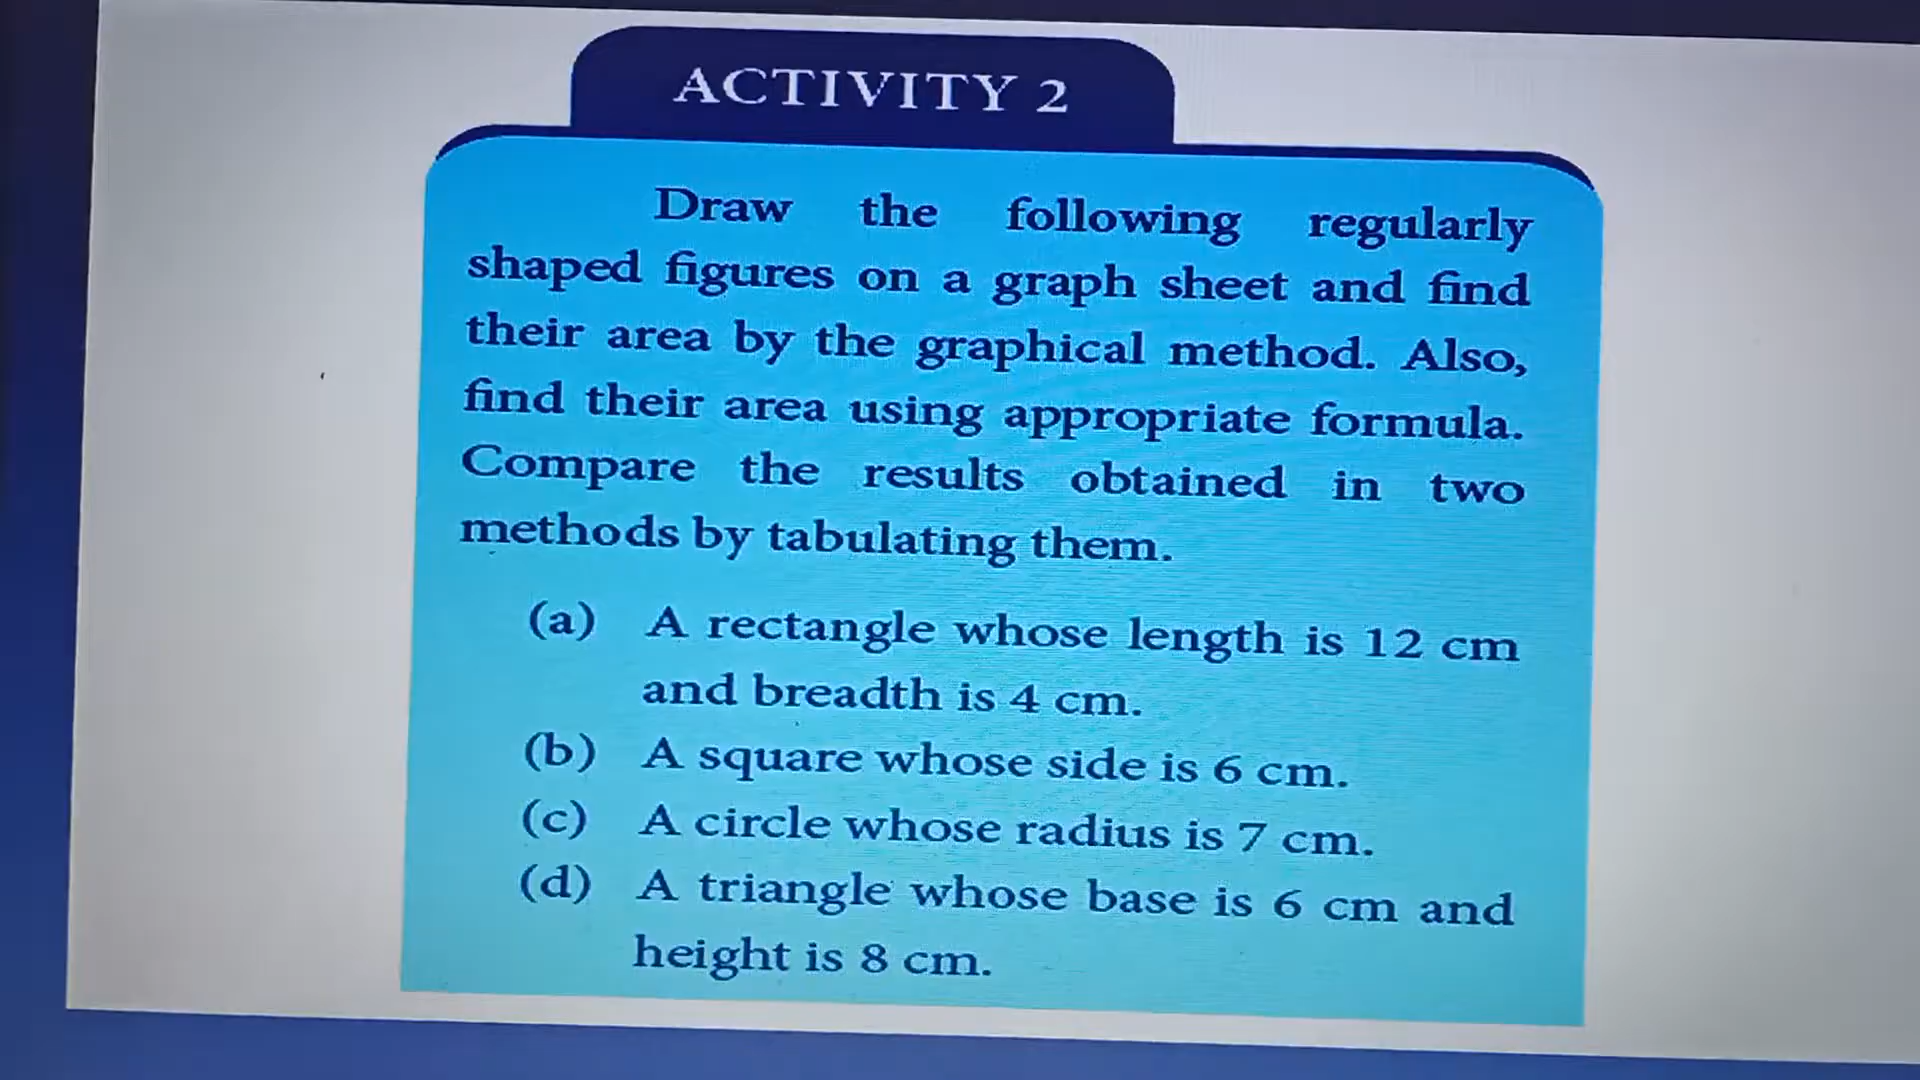 ACTIVITY 2
Draw the following regularly
shaped figures on a graph sheet and find
their area by the graphical method. Also,
find their area using appropriate formula.
Compare the results obtained in two
methods by tabulating them.
(a) A rectangle whose length is 12 cm
and breadth is 4 cm.
(b) A square whose side is 6 cm.
(c) A circle whose radius is 7 cm.
(d) A triangle whose base is 6 cm and
height is 8 cm.